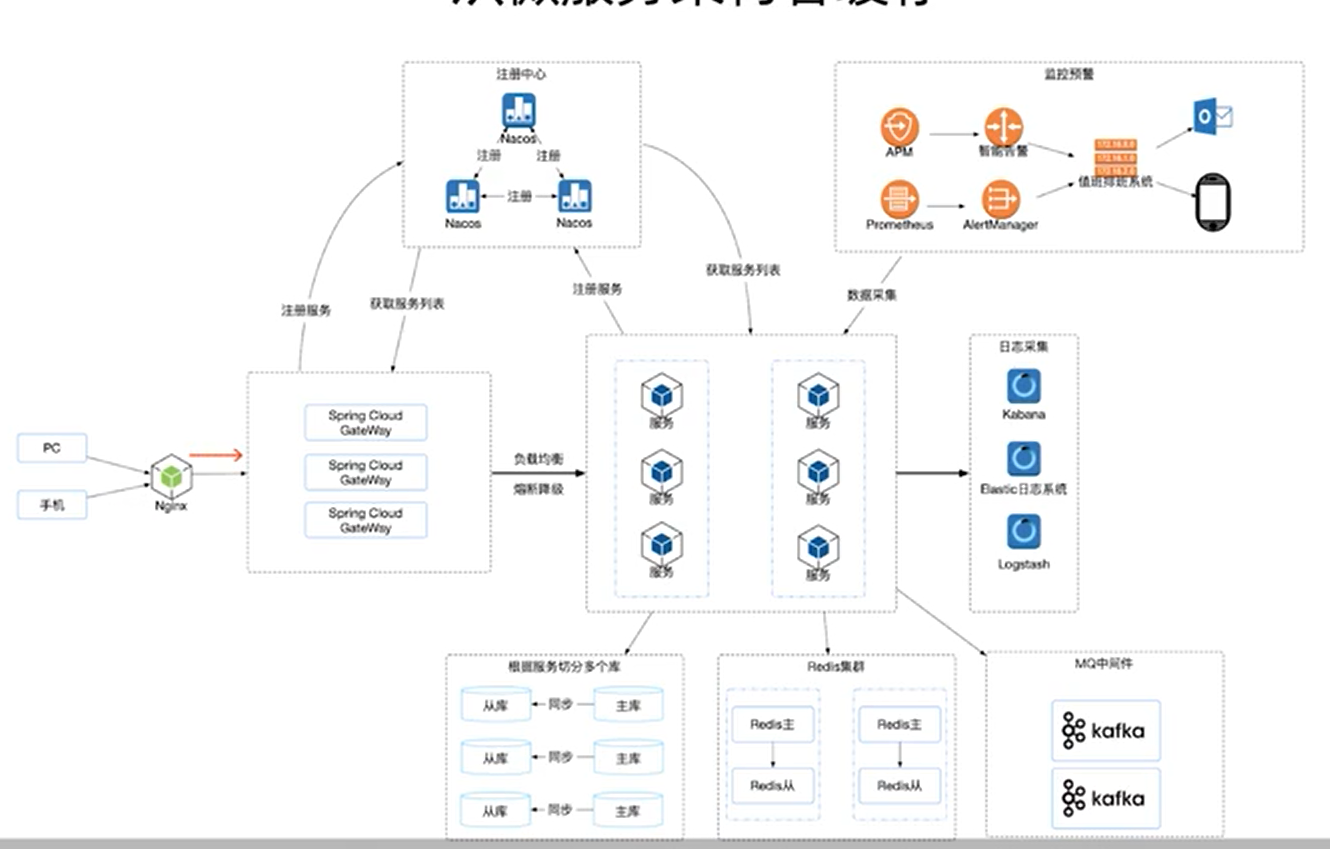 注册中心
Nacos
注册
注册
注册
Nacos
Nacos
监控预警
APM
智能告警
172.16.0.0
172.16.1.0
值班排班系统
Prometheus
AlertManager
注册服务
获取服务列表
注册服务
获取服务列表
数据采集
PC
手机
Nginx
Spring Cloud
GateWay
Spring Cloud
GateWay
Spring Cloud
GateWay
负载均衡
熔断降级
服务
服务
服务
服务
服务
服务
日志采集
Kabana
Elastic日志系统
Logstash
根据服务切分多个库
从库
同步
主库
从库
同步
主库
从库
同步
主库
Redis集群
Redis主
Redis主
Redis从
Redis从
MQ中间件
kafka
kafka